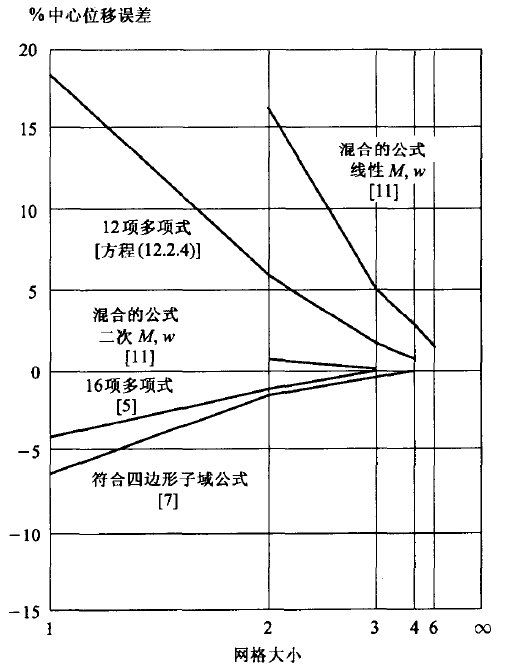 %中心位移误差
20
15
混合的公式
线性 M, w
[11]
10
12项多项式
[方程(12.2.4)]
5
混合的公式
二次 M, w
[11]
0
16项多项式
[5]
-5
符合四边形子域公式
[7]
-10
-15
1 2 3 4 6 ∞
网格大小